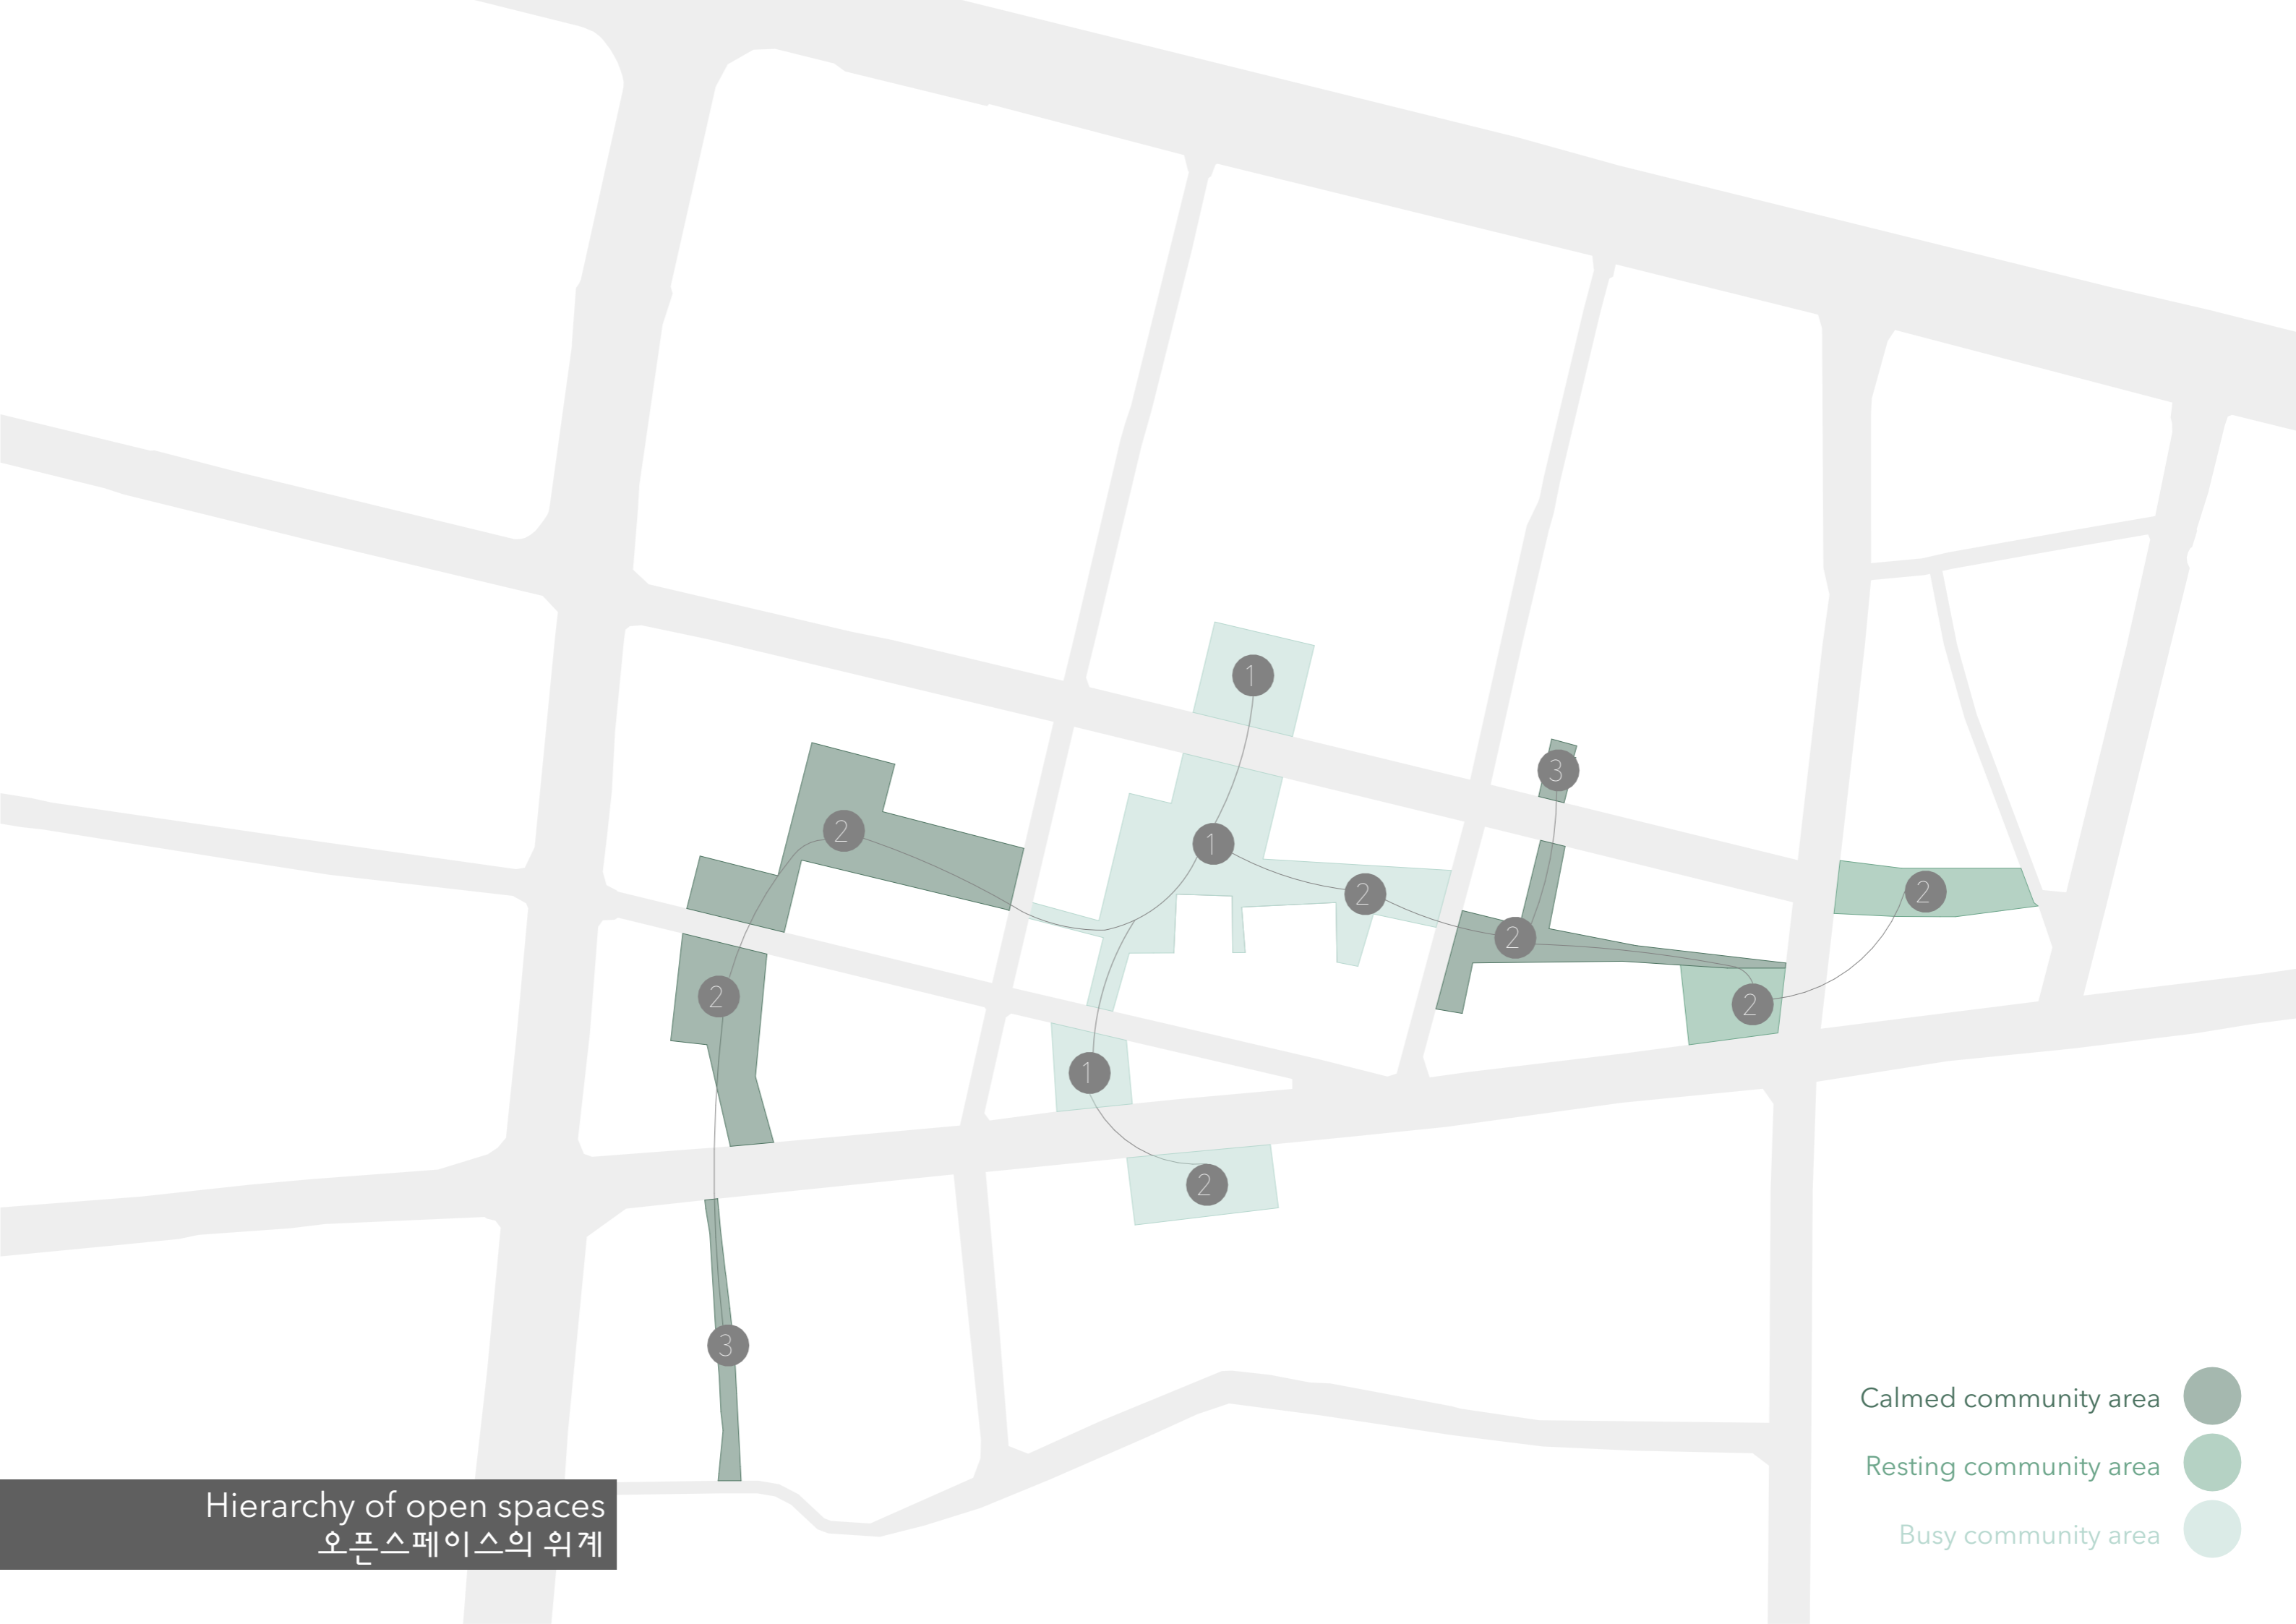 1
3
2
1
2
2
2
2
2
1
2
3
Calmed community area
Resting community area
Busy community area
Hierarchy of open spaces
오픈스페이스의 위계